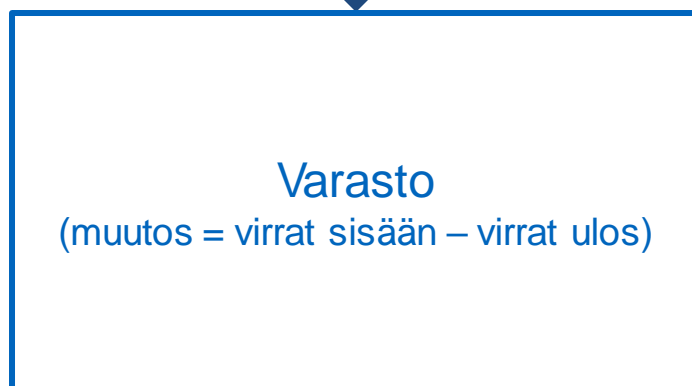 Varasto
(muutos = virrat sisään – virrat ulos)